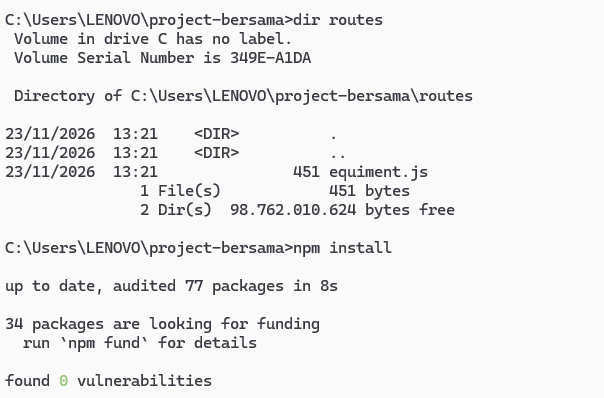 C:\Users\LENOVO\project-bersama>dir routes
 Volume in drive C has no label.
 Volume Serial Number is 349E-A1DA

 Directory of C:\Users\LENOVO\project-bersama\routes

23/11/2026  13:21    <DIR>          .
23/11/2026  13:21    <DIR>          ..
23/11/2026  13:21               451 equiment.js
               1 File(s)            451 bytes
               2 Dir(s)  98.762.010.624 bytes free

C:\Users\LENOVO\project-bersama>npm install

up to date, audited 77 packages in 8s

34 packages are looking for funding
  run `npm fund` for details

found 0 vulnerabilities